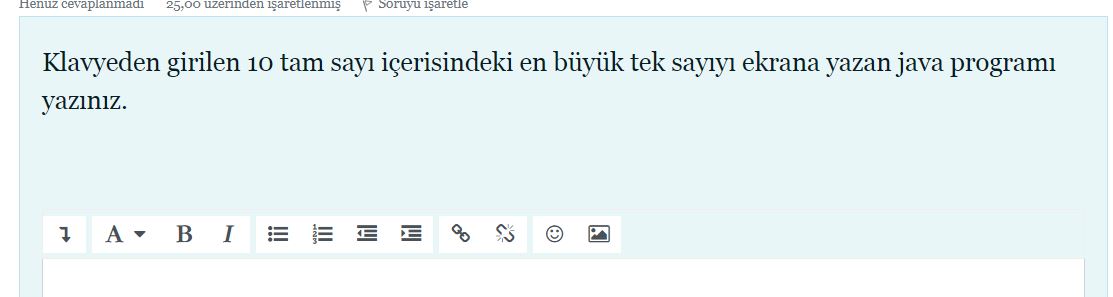 Henüz cevaplanmadı 25,00 üzerinden işaretlenmiş Soruyu işaretle
Klavyeden girilen 10 tam sayı içerisindeki en büyük tek sayıyı ekrana yazan java programı
yazınız.
A B I